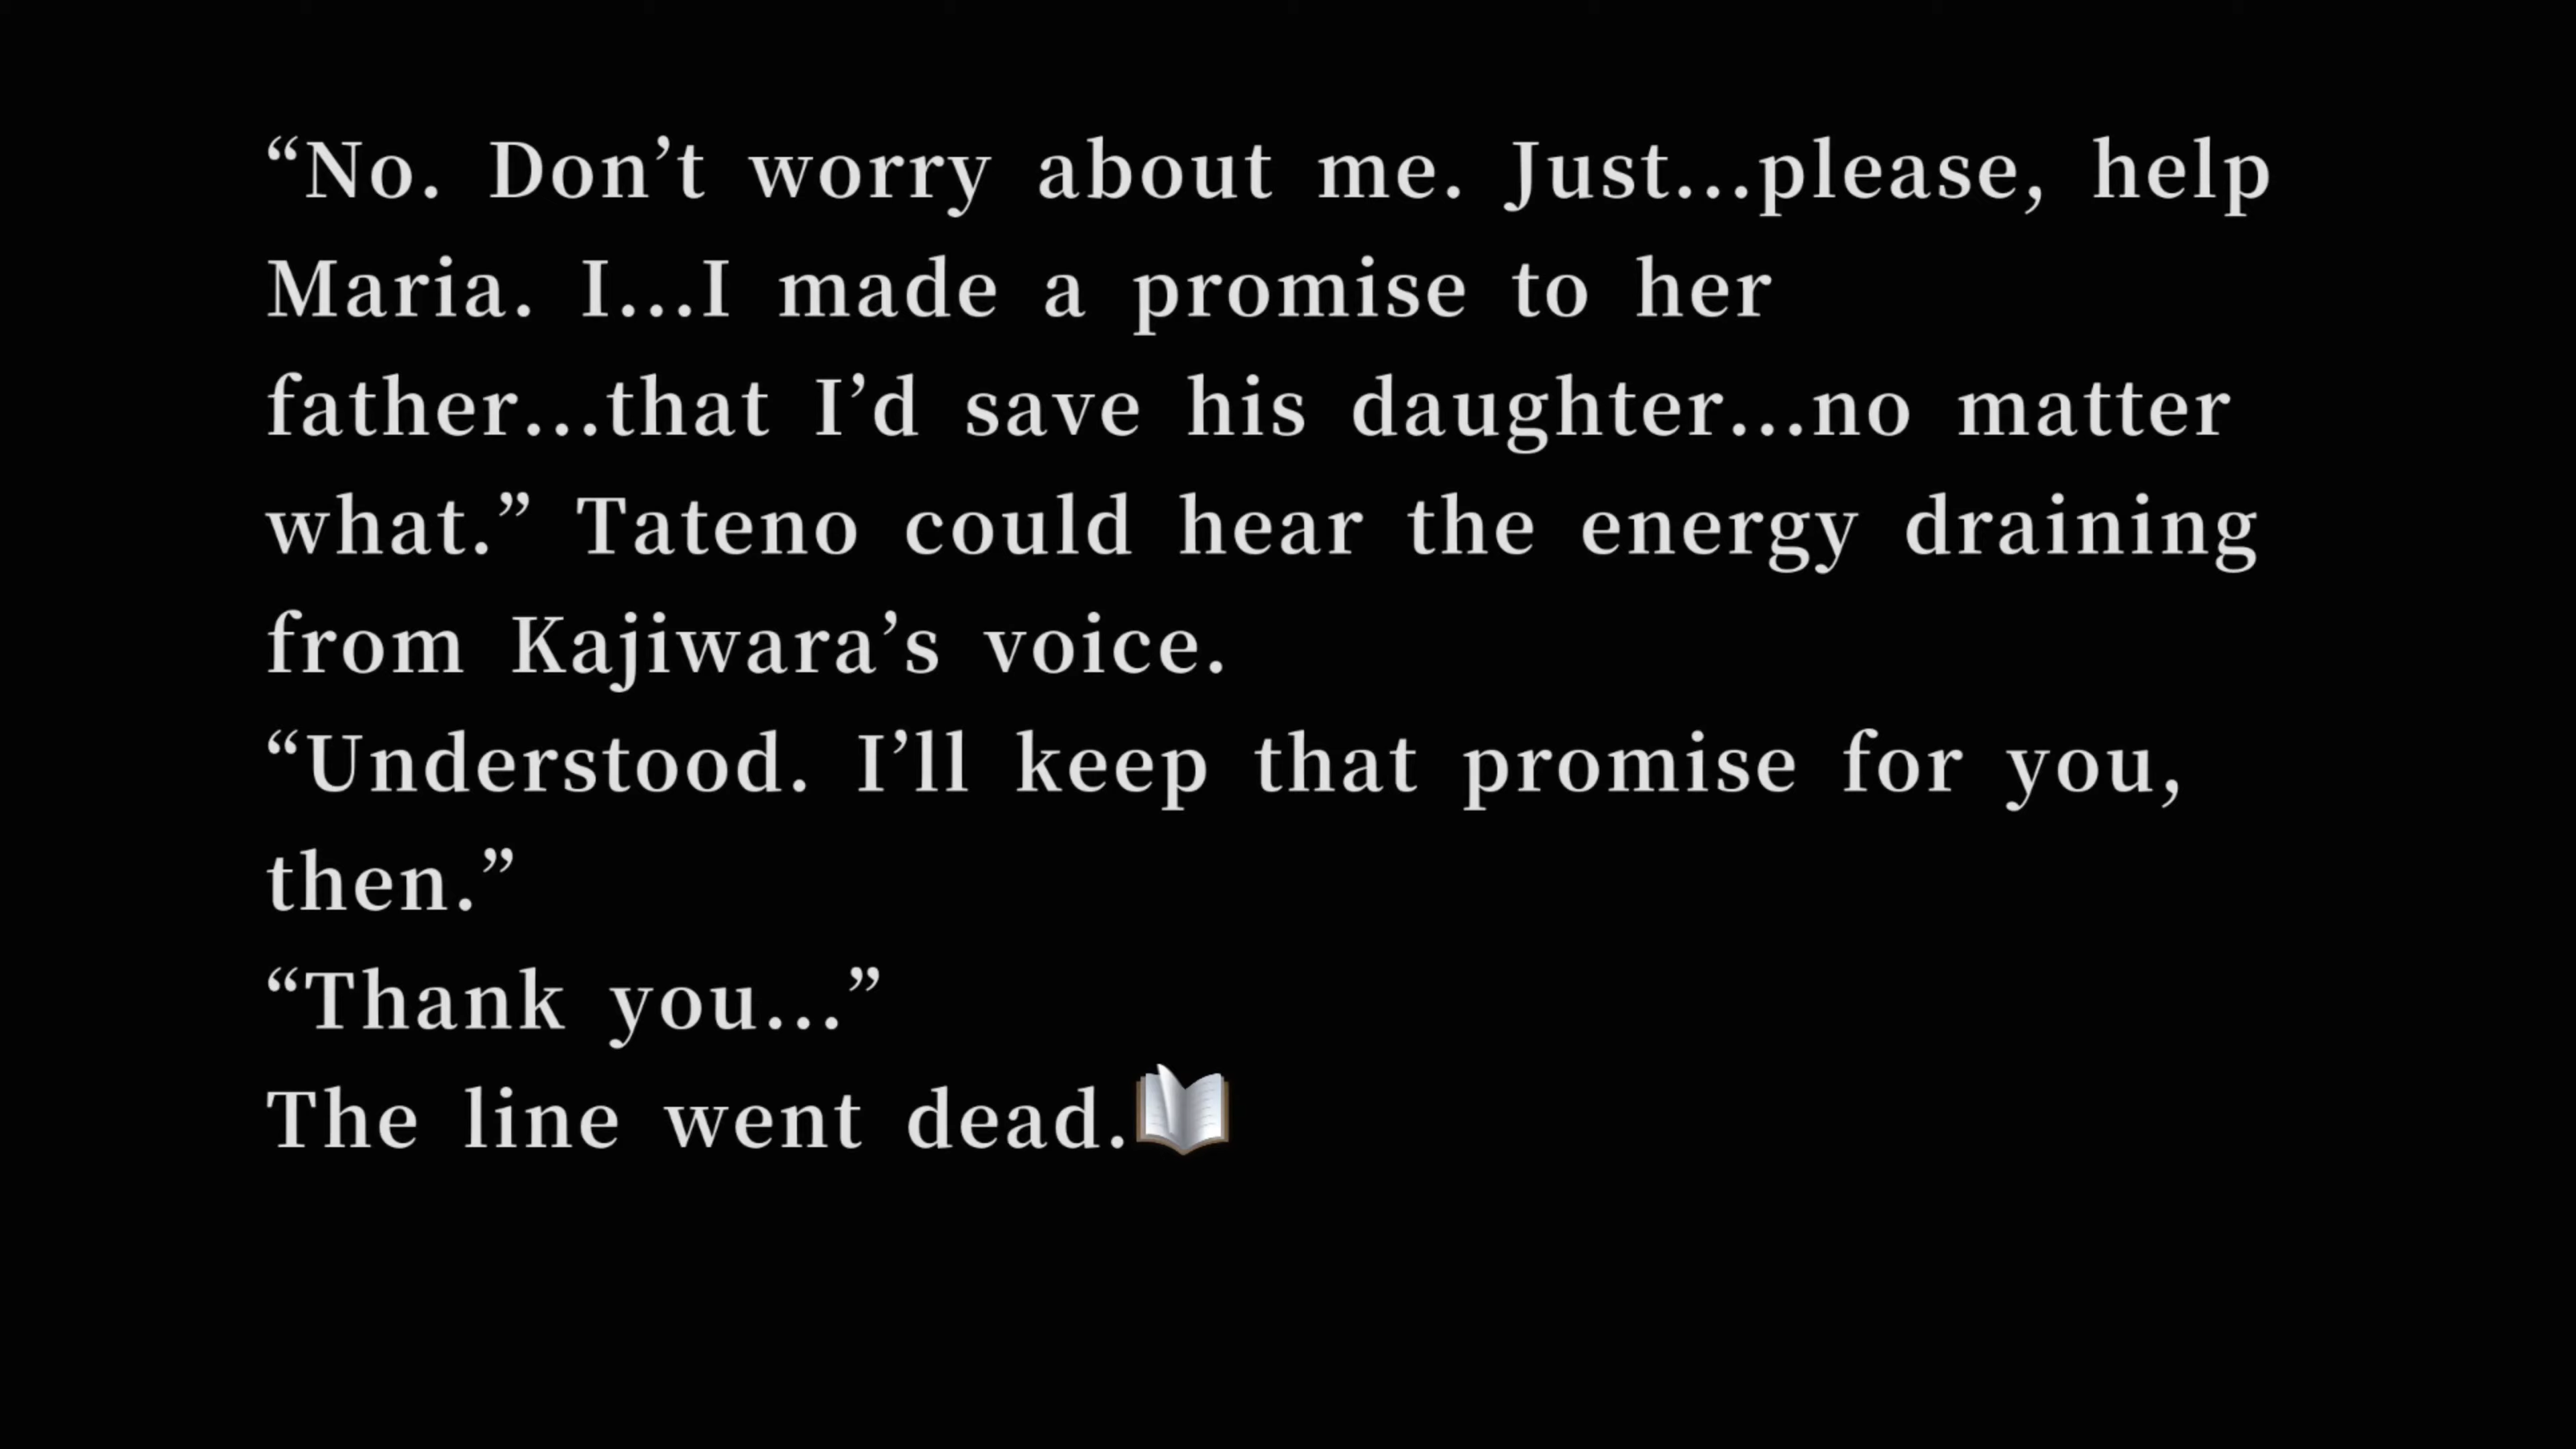 “No. Don’t worry about me. Just...please, help
Maria. I...I made a promise to her
father...that I’d save his daughter...no matter
what.” Tateno could hear the energy draining
from Kajiwara’s voice.
“Understood. I’ll keep that promise for you,
then.”
“Thank you...”
The line went dead.